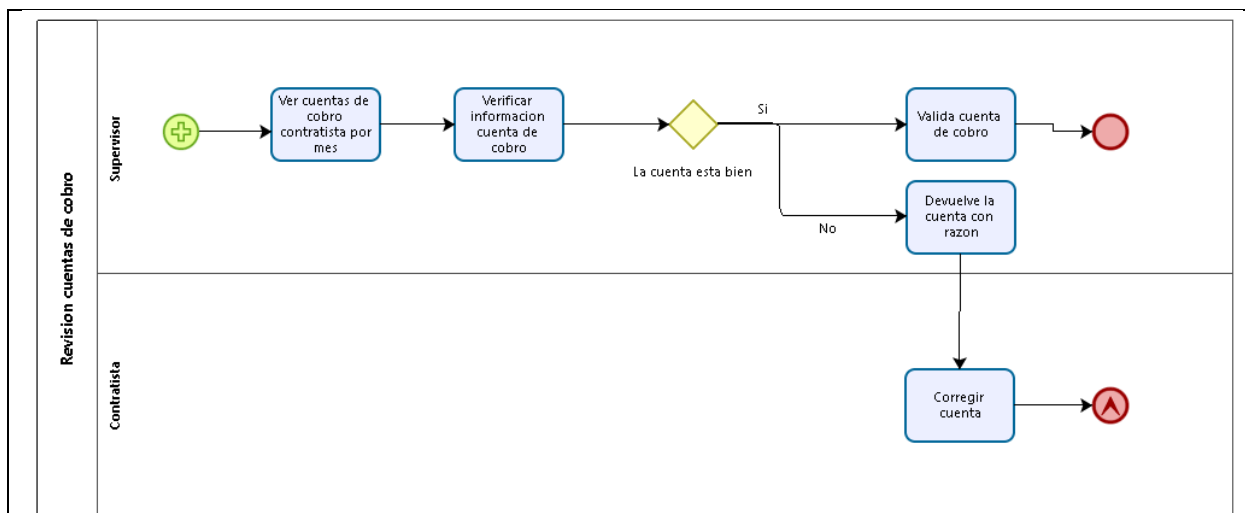 Revision cuentas de cobro
Supervisor
Ver cuentas de
cobro
contratista por
mes
Verificar
informacion
cuenta de
cobro
La cuenta esta bien
Si
Valida cuenta
de cobro
No
Devuelve la
cuenta con
razon
Contratista
Corregir
cuenta